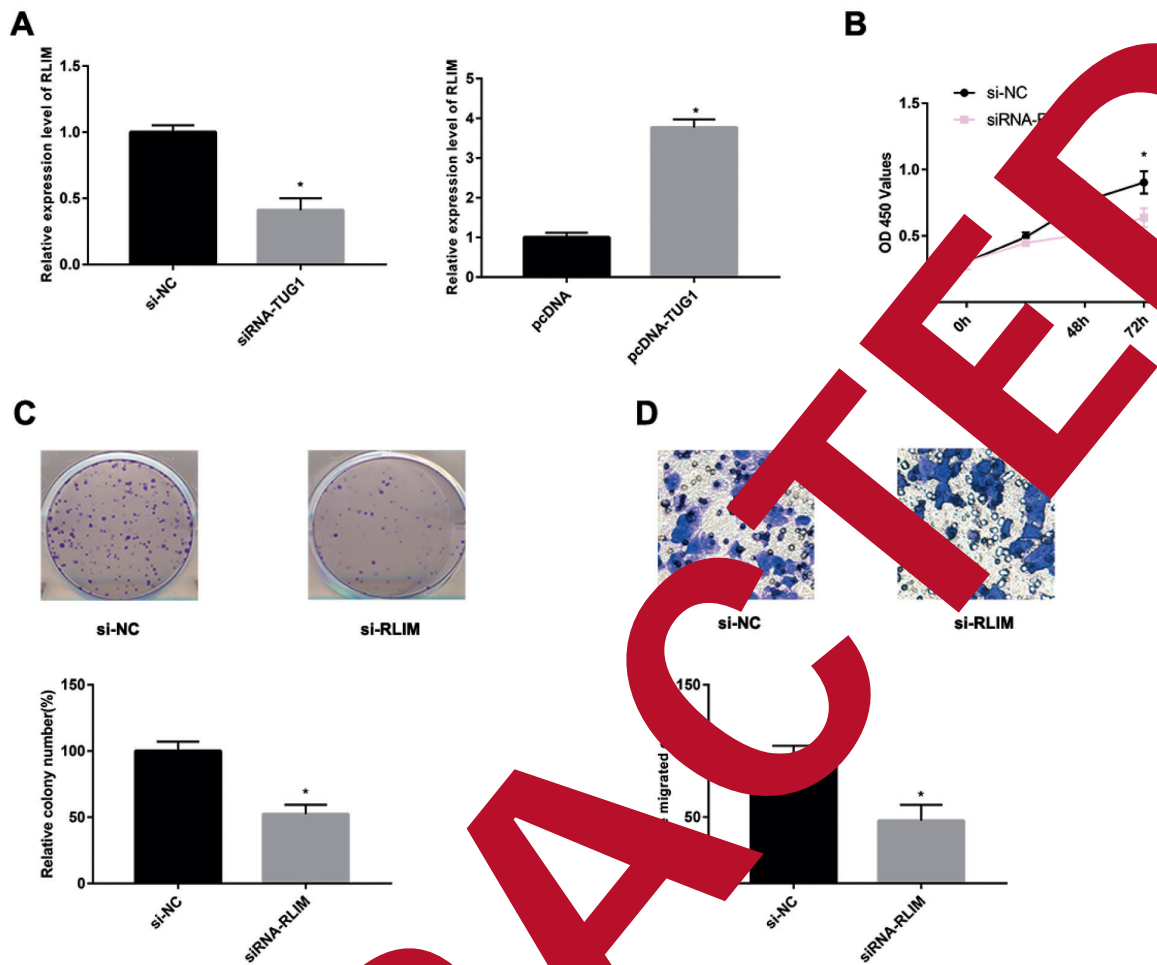 A
B
Relative expression level of RLIM
1.5
1.0
0.5
0.0
si-NC
siRNA-TUG1
*
Relative expression level of RLIM
5
4
3
2
1
0
pcDNA
pcDNA-TUG1
*
si-NC
siRNA-
OD 450 Values
1.5
1.0
0.5
*
0h
48h
72h
C
D
si-NC
si-RLIM
si-NC
si-RLIM
Relative colony number(%)
150
100
50
0
si-NC
siRNA-RLIM
*
migrated
150
50
si-NC
siRNA-RLIM
*
ACTED